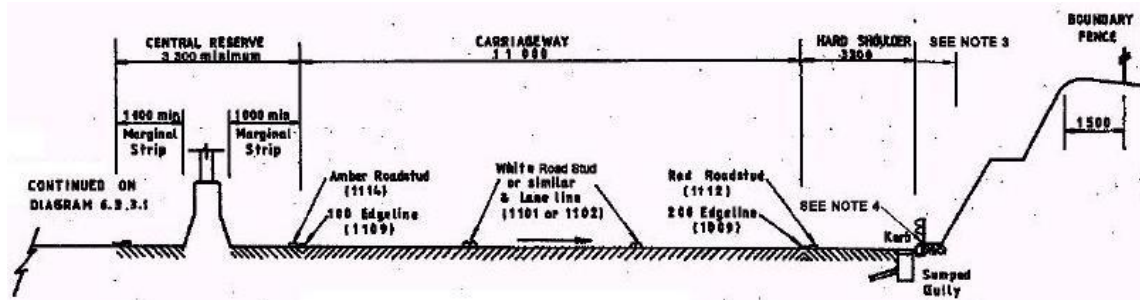 CENTRAL RESERVE
3 300 minimum
CARRIAGEWAY
11 000
HARD SHOULDER
3300
SEE NOTE 3
BOUNDARY
FENCE
1000 min
Marginal
Strip
1000 min
Marginal
Strip
1500
CONTINUED ON
DIAGRAM 6.2.3.1
Amber Roadstud
(1114)
100 Edgeline
(1109)
White Road Stud
or similar
& Lane line
(1101 or 1102)
Red Roadstud
(1112)
200 Edgeline
(1009)
SEE NOTE 4
Kerb
Sumped
Gully